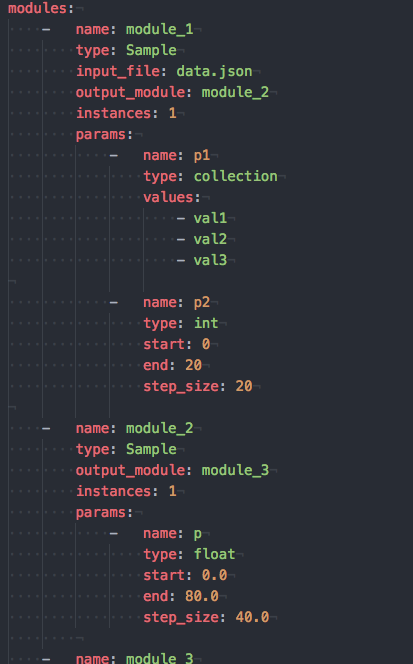 modules:
    -   name: module_1
        type: Sample
        input_file: data.json
        output_module: module_2
        instances: 1
        params:
            -   name: p1
                type: collection
                values:
                    - val1
                    - val2
                    - val3
            -   name: p2
                type: int
                start: 0
                end: 20
                step_size: 20
    -   name: module_2
        type: Sample
        output_module: module_3
        instances: 1
        params:
            -   name: p
                type: float
                start: 0.0
                end: 80.0
                step_size: 40.0
    -   name: module_3